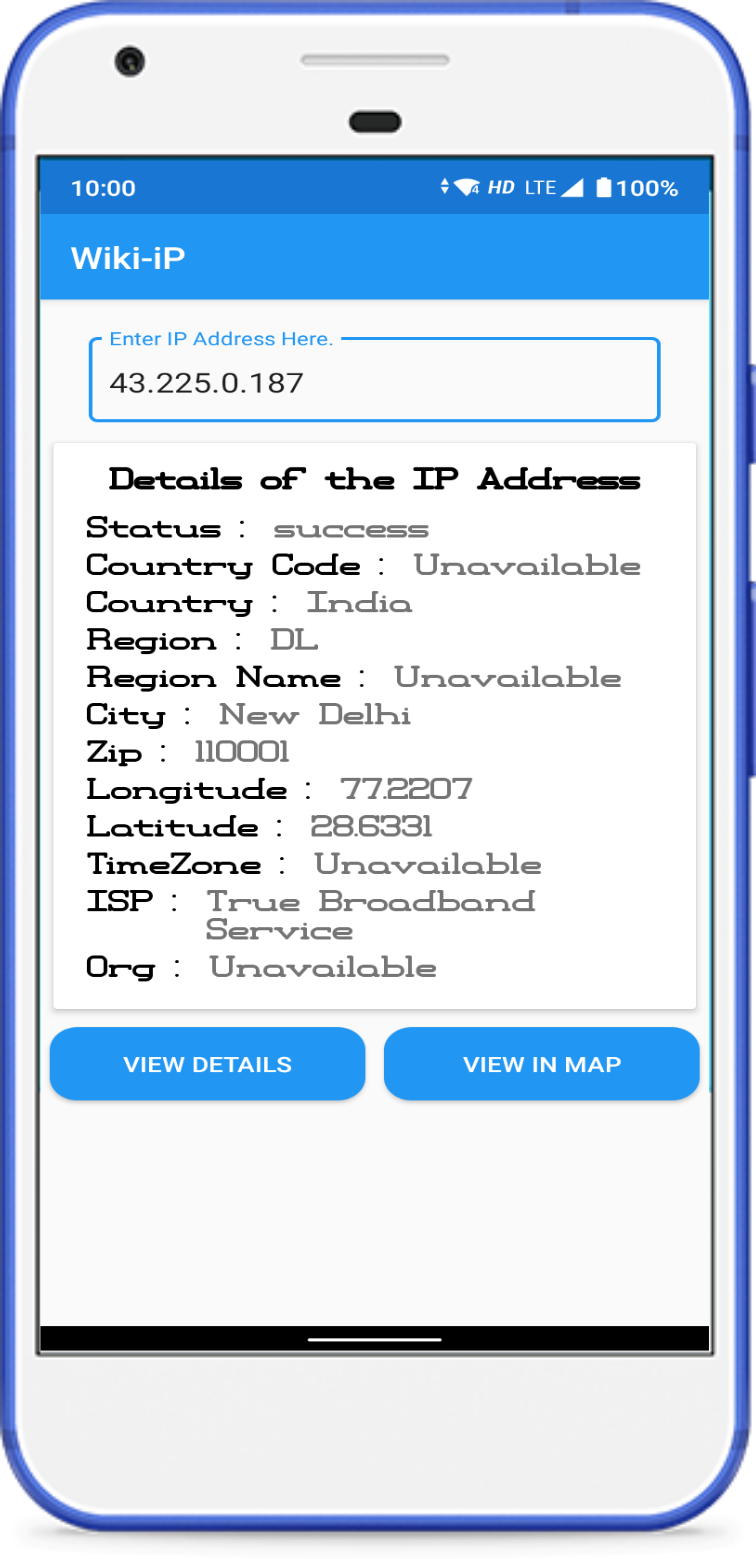 10:00 4 HD LTE 100%
Wiki-iP
Enter IP Address Here.
43.225.0.187
Details of the IP Address
Status : success
Country Code : Unavailable
Country : India
Region : DL
Region Name : Unavailable
City : New Delhi
Zip : 110001
Longitude : 77.2207
Latitude : 28.6331
TimeZone : Unavailable
ISP : True Broadband
Service
Org : Unavailable
VIEW DETAILS VIEW IN MAP